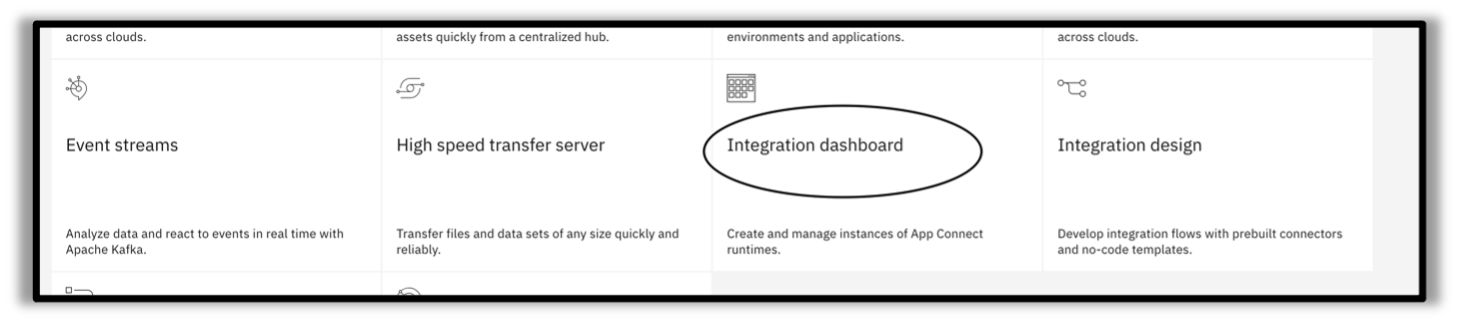 across clouds.
assets quickly from a centralized hub.
environments and applications.
across clouds.
Event streams
High speed transfer server
Integration dashboard
Integration design
Analyze data and react to events in real time with
Apache Kafka.
Transfer files and data sets of any size quickly and
reliably.
Create and manage instances of App Connect
runtimes.
Develop integration flows with prebuilt connectors
and no-code templates.